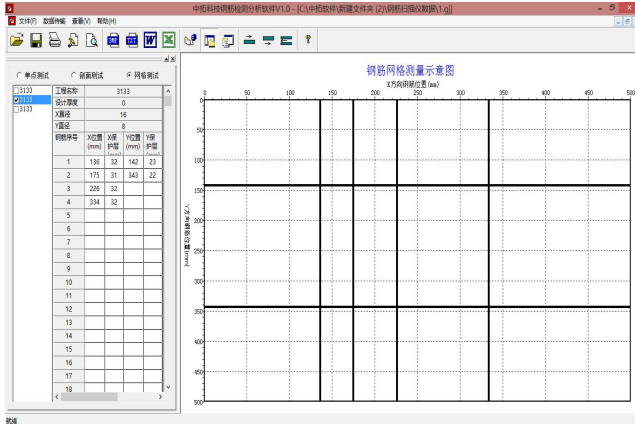 中拓科技钢筋检测分析软件V1.0 - [C:\中拓软件\新建文件夹 (2)\钢筋扫描仪数据\1.gj]
文件(F) 数据传输 查看(V) 帮助(H)
单点测试 剖面测试 网格测试
3133
3133
3133
工程名称 3133
设计厚度 0
X直径 16
Y直径 8
钢筋序号 X位置(mm) X保护层 Y位置(mm) Y保护层
1 136 32 142 23
2 175 31 343 22
3 226 32
4 334 32
5
6
7
8
9
10
11
12
13
14
15
16
17
18
钢筋网格测量示意图
X方向钢筋位置(mm)
0 50 100 150 200 250 300 350 400 450 500
Y方向钢筋位置(mm)
0
50
100
150
200
250
300
350
400
450
500
就绪